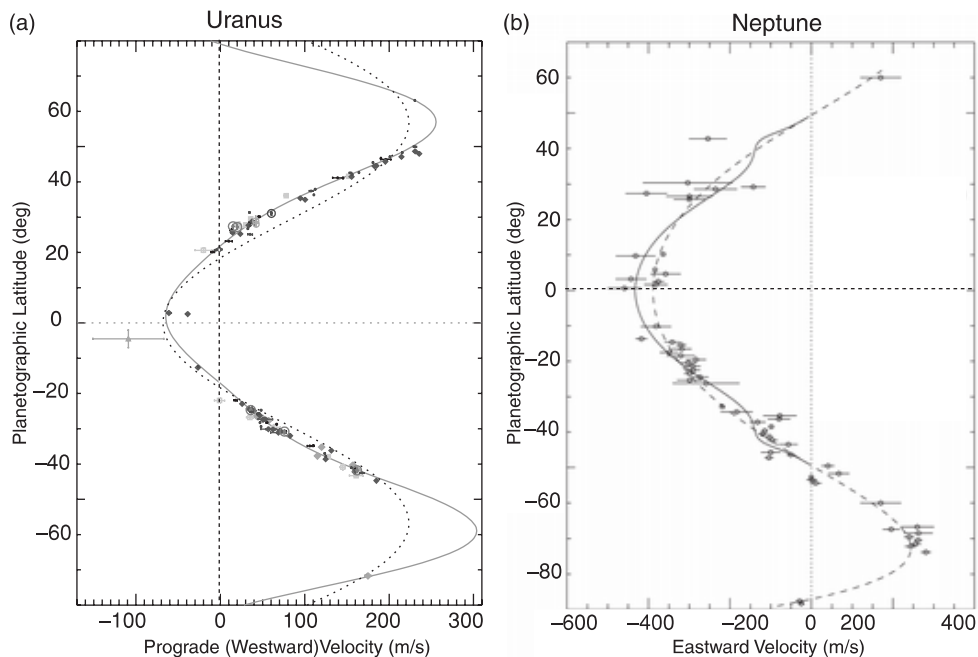 (a) Uranus
Planetographic Latitude (deg)
60
40
20
0
−20
−40
−60
−100 0 100 200 300
Prograde (Westward)Velocity (m/s)
(b) Neptune
Planetographic Latitude (deg)
60
40
20
0
−20
−40
−60
−80
−600 −400 −200 0 200 400
Eastward Velocity (m/s)